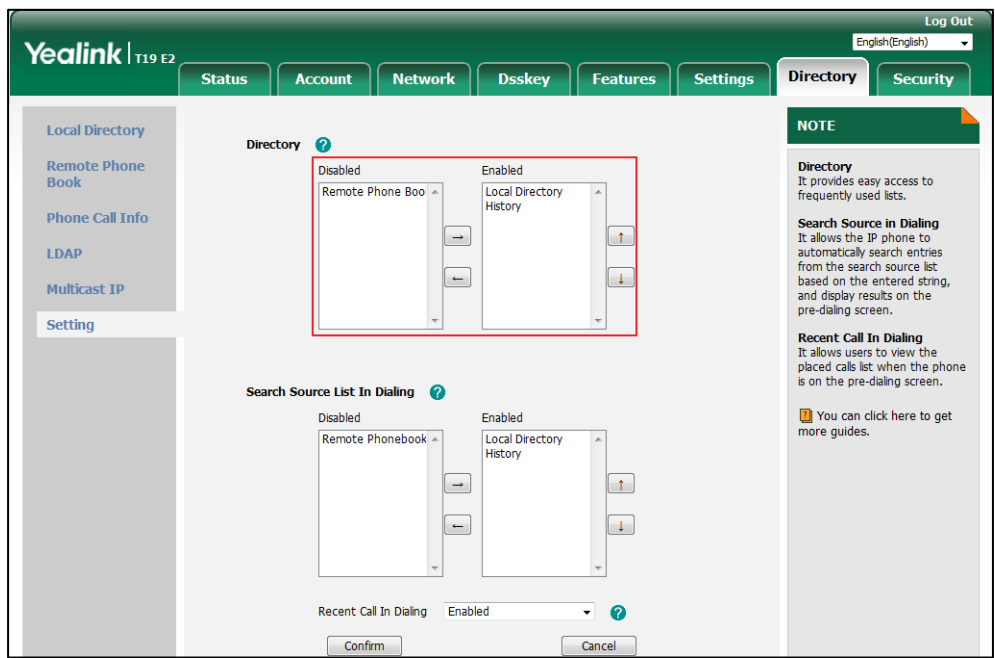 Log Out
English(English)
Yealink | T19 E2
Status Account Network Dsskey Features Settings Directory Security
Local Directory
Remote Phone
Book
Phone Call Info
LDAP
Multicast IP
Setting
Directory ?
Disabled Enabled
Remote Phone Boo
Local Directory
History
→ ↑
← ↓
Search Source List In Dialing ?
Disabled Enabled
Remote Phonebook
Local Directory
History
→ ↑
← ↓
Recent Call In Dialing Enabled ?
Confirm Cancel
NOTE
Directory
It provides easy access to
frequently used lists.
Search Source in Dialing
It allows the IP phone to
automatically search entries
from the search source list
based on the entered string,
and display results on the
pre-dialing screen.
Recent Call In Dialing
It allows users to view the
placed calls list when the phone
is on the pre-dialing screen.
? You can click here to get
more guides.